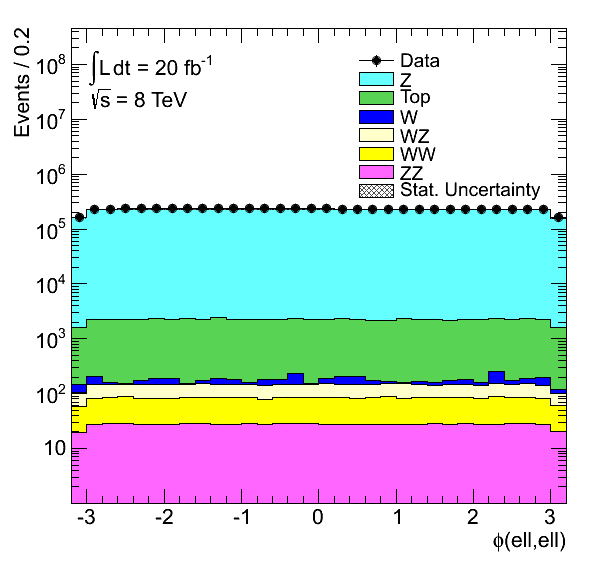 Events / 0.2
∫L dt = 20 fb⁻¹
√s = 8 TeV
Data
Z
Top
W
WZ
WW
ZZ
Stat. Uncertainty
10⁸
10⁷
10⁶
10⁵
10⁴
10³
10²
10
-3 -2 -1 0 1 2 3
ϕ(ell,ell)